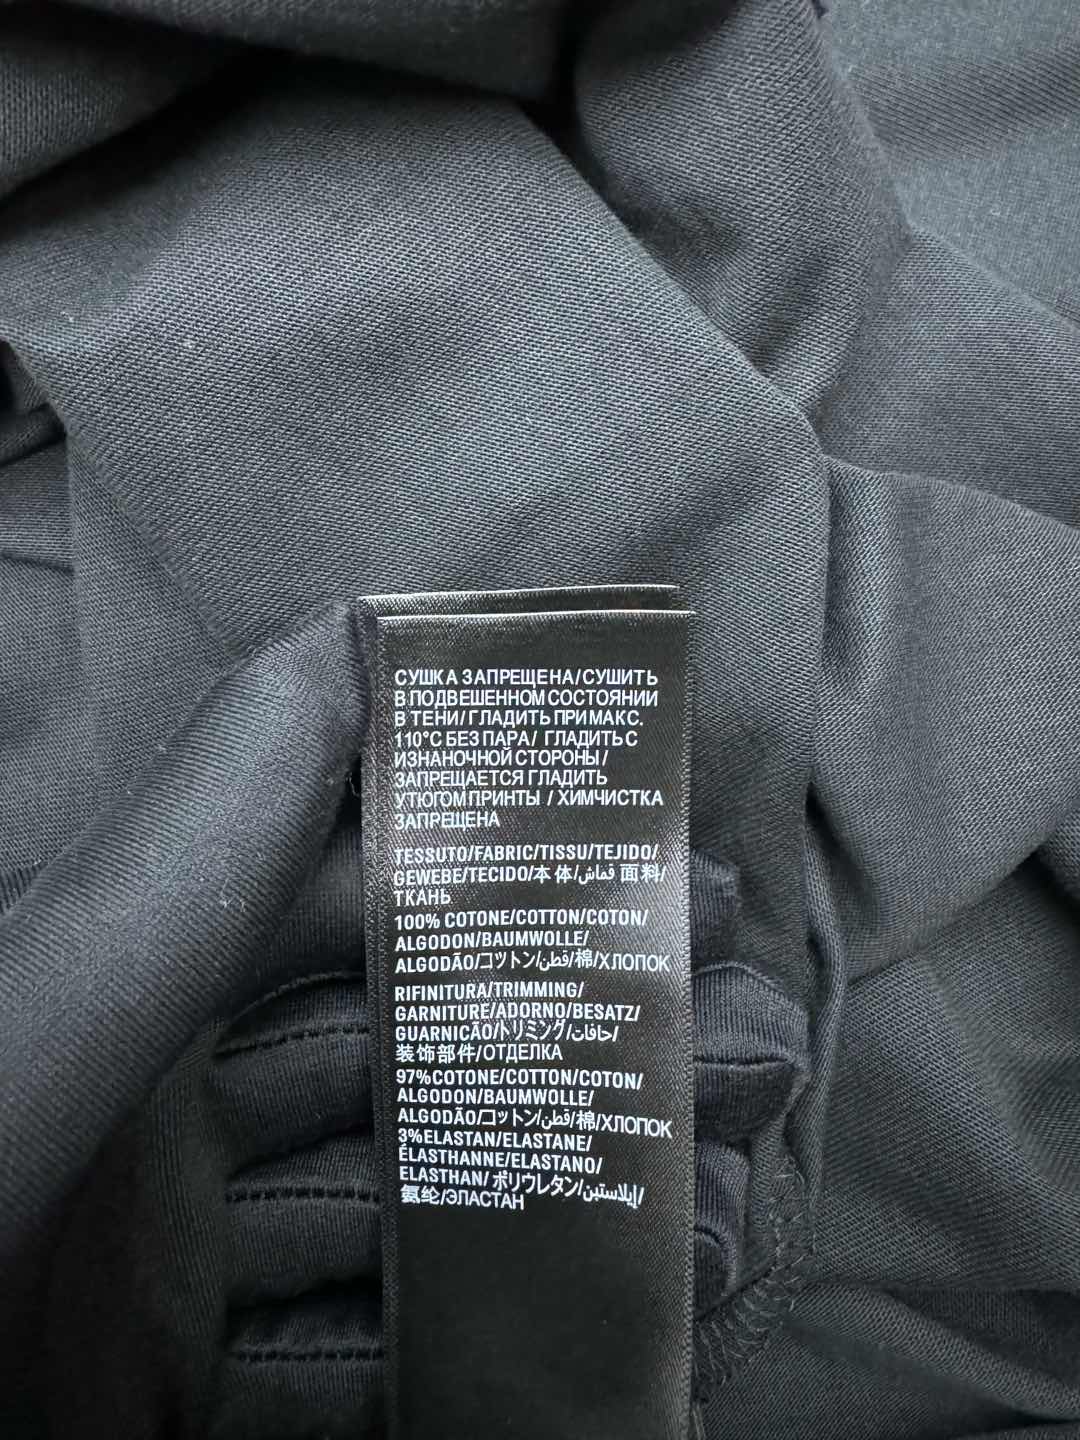 СУШКА ЗАПРЕЩЕНА/СУШИТЬ
В ПОДВЕШЕННОМ СОСТОЯНИИ
В ТЕНИ/ ГЛАДИТЬ ПРИ МАКС.
110°C БЕЗ ПАРА/ ГЛАДИТЬ С
ИЗНАНОЧНОЙ СТОРОНЫ/
ЗАПРЕЩАЕТСЯ ГЛАДИТЬ
УТЮГОМ ПРИНТЫ / ХИМЧИСТКА
ЗАПРЕЩЕНА
TESSUTO/FABRIC/TISSU/TEJIDO/
GEWEBE/TECIDO/本体/قماش/面料/
ТКАНЬ
100% COTONE/COTTON/COTON/
ALGODON/BAUMWOLLE/
ALGODÃO/コットン/قطن/棉/ХЛОПОК
RIFINITURA/TRIMMING/
GARNITURE/ADORNO/BESATZ/
GUARNICÃO/トリミング/حافات/
装饰部件/ОТДЕЛКА
97%COTONE/COTTON/COTON/
ALGODON/BAUMWOLLE/
ALGODÃO/コットン/قطن/棉/ХЛОПОК
3%ELASTAN/ELASTANE/
ÉLASTHANNE/ELASTANO/
ELASTHAN/ポリウレタン/إيلاستين/
氨纶/ЭЛАСТАН